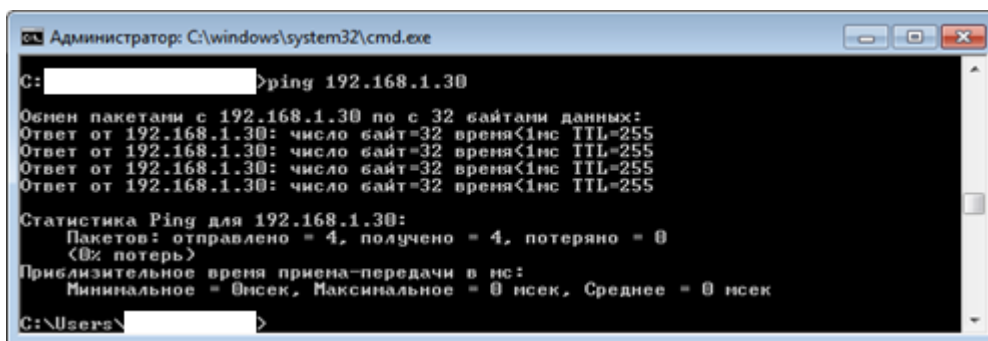 Администратор: C:\windows\system32\cmd.exe
C: >ping 192.168.1.30
Обмен пакетами с 192.168.1.30 по с 32 байтами данных:
Ответ от 192.168.1.30: число байт=32 время<1мс TTL=255
Ответ от 192.168.1.30: число байт=32 время<1мс TTL=255
Ответ от 192.168.1.30: число байт=32 время<1мс TTL=255
Ответ от 192.168.1.30: число байт=32 время<1мс TTL=255
Статистика Ping для 192.168.1.30:
Пакетов: отправлено = 4, получено = 4, потеряно = 0
(0% потерь)
Приблизительное время приема-передачи в мс:
Минимальное = 0мсек, Максимальное = 0 мсек, Среднее = 0 мсек
C:\Users\ >